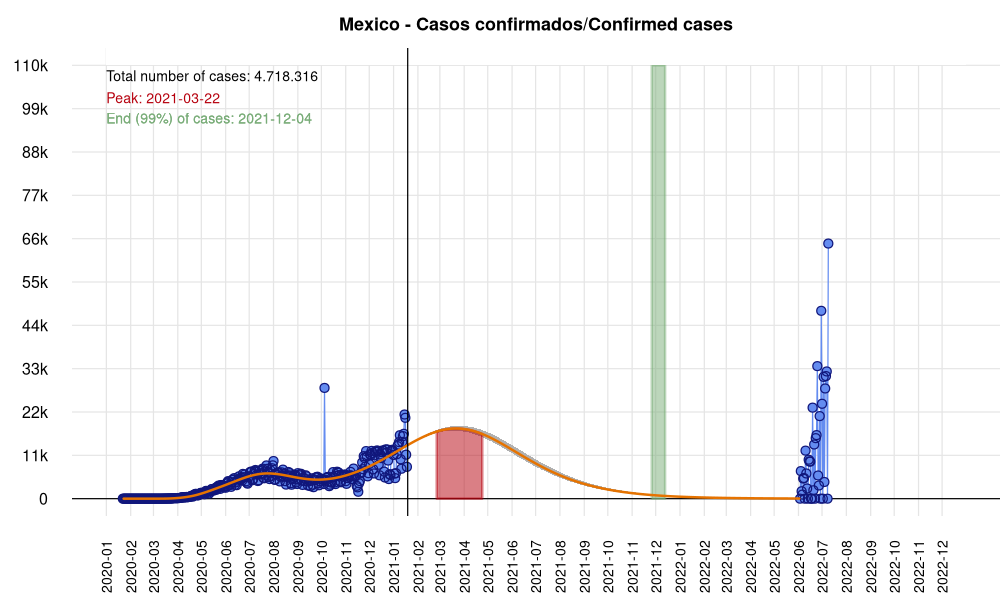 Mexico - Casos confirmados/Confirmed cases
Total number of cases: 4.718.316
Peak: 2021-03-22
End (99%) of cases: 2021-12-04
110k
99k
88k
77k
66k
55k
44k
33k
22k
11k
0
2020-01
2020-02
2020-03
2020-04
2020-05
2020-06
2020-07
2020-08
2020-09
2020-10
2020-11
2020-12
2021-01
2021-02
2021-03
2021-04
2021-05
2021-06
2021-07
2021-08
2021-09
2021-10
2021-11
2021-12
2022-01
2022-02
2022-03
2022-04
2022-05
2022-06
2022-07
2022-08
2022-09
2022-10
2022-11
2022-12